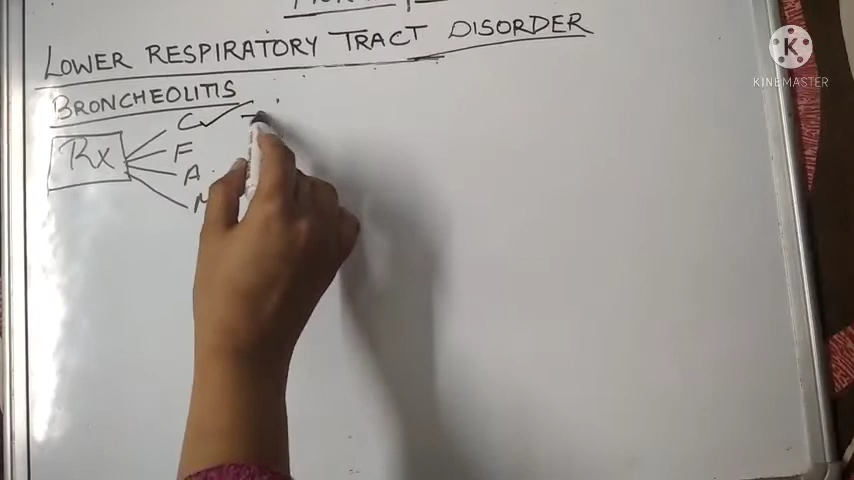 LOWER RESPIRATORY TRACT DISORDER
BRONCHEOLITIS
Rx
C
F
A
K
KINEMASTER